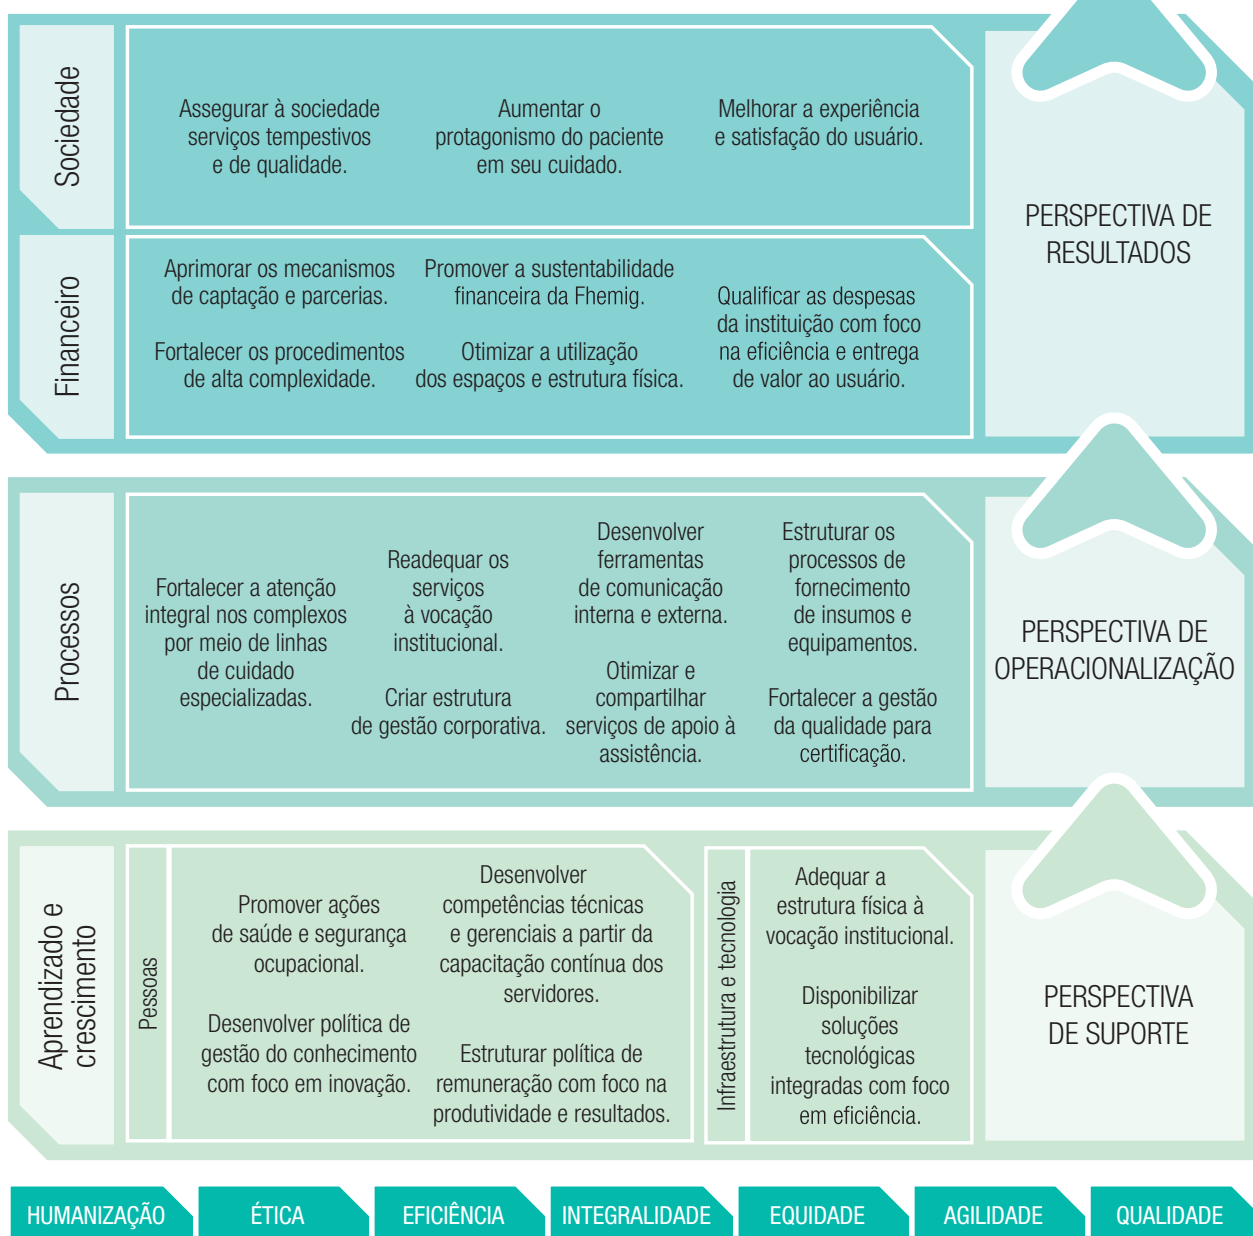 Sociedade
Assegurar à sociedade
serviços tempestivos
e de qualidade.
Aumentar o
protagonismo do paciente
em seu cuidado.
Melhorar a experiência
e satisfação do usuário.
Financeiro
Aprimorar os mecanismos
de captação e parcerias.
Fortalecer os procedimentos
de alta complexidade.
Promover a sustentabilidade
financeira da Fhemig.
Otimizar a utilização
dos espaços e estrutura física.
Qualificar as despesas
da instituição com foco
na eficiência e entrega
de valor ao usuário.
PERSPECTIVA DE
RESULTADOS
Processos
Fortalecer a atenção
integral nos complexos
por meio de linhas
de cuidado
especializadas.
Readequar os
serviços
à vocação
institucional.
Criar estrutura
de gestão corporativa.
Desenvolver
ferramentas
de comunicação
interna e externa.
Otimizar e
compartilhar
serviços de apoio à
assistência.
Estruturar os
processos de
fornecimento
de insumos e
equipamentos.
Fortalecer a gestão
da qualidade para
certificação.
PERSPECTIVA DE
OPERACIONALIZAÇÃO
Aprendizado e
crescimento
Pessoas
Promover ações
de saúde e segurança
ocupacional.
Desenvolver política de
gestão do conhecimento
com foco em inovação.
Desenvolver
competências técnicas
e gerenciais a partir da
capacitação contínua dos
servidores.
Estruturar política de
remuneração com foco na
produtividade e resultados.
Infraestrutura e tecnologia
Adequar a
estrutura física à
vocação institucional.
Disponibilizar
soluções
tecnológicas
integradas com foco
em eficiência.
PERSPECTIVA
DE SUPORTE
HUMANIZAÇÃO
ÉTICA
EFICIÊNCIA
INTEGRALIDADE
EQUIDADE
AGILIDADE
QUALIDADE